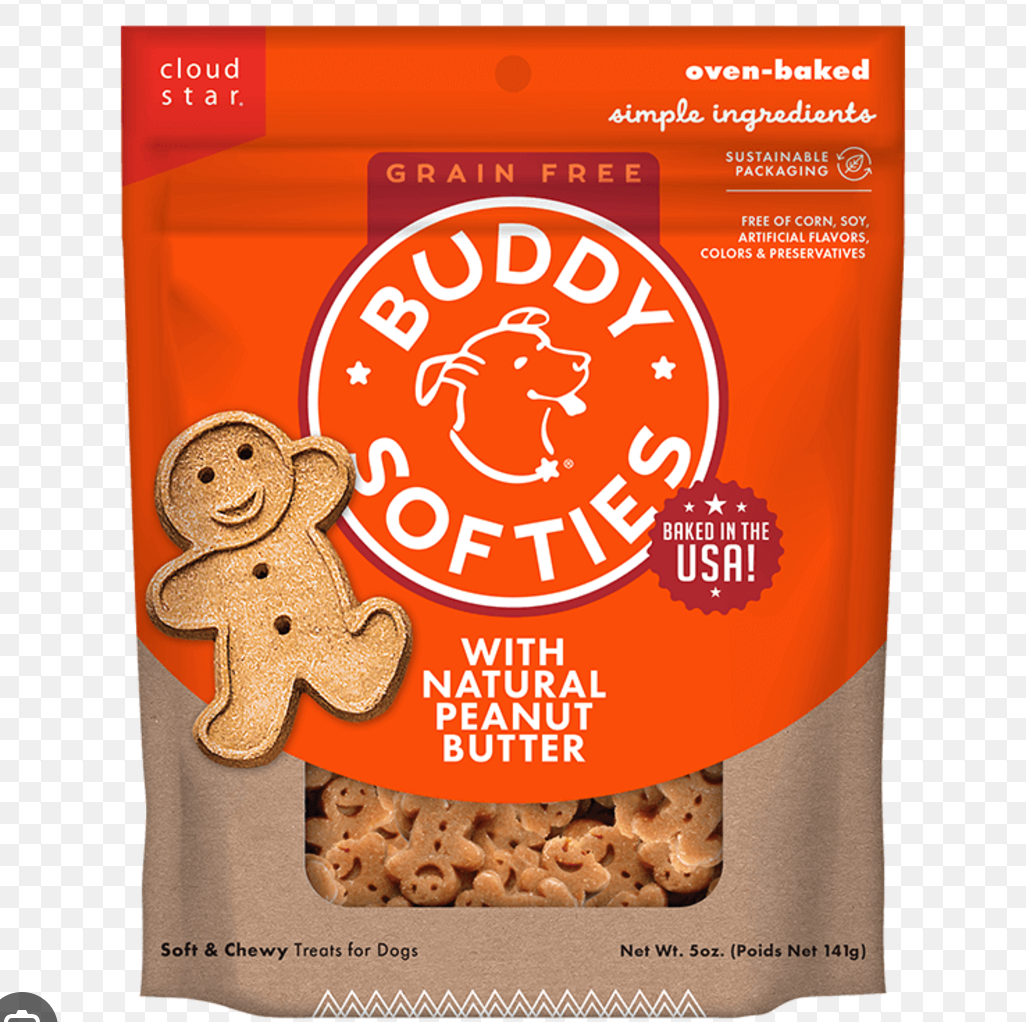 cloud
star.
oven-baked
simple ingredients
SUSTAINABLE
PACKAGING
GRAIN FREE
FREE OF CORN, SOY,
ARTIFICIAL FLAVORS,
COLORS & PRESERVATIVES
BUDDY
SOFTIES
®
BAKED IN THE
USA!
WITH
NATURAL
PEANUT
BUTTER
Soft & Chewy Treats for Dogs
Net Wt. 5oz. (Poids Net 141g)